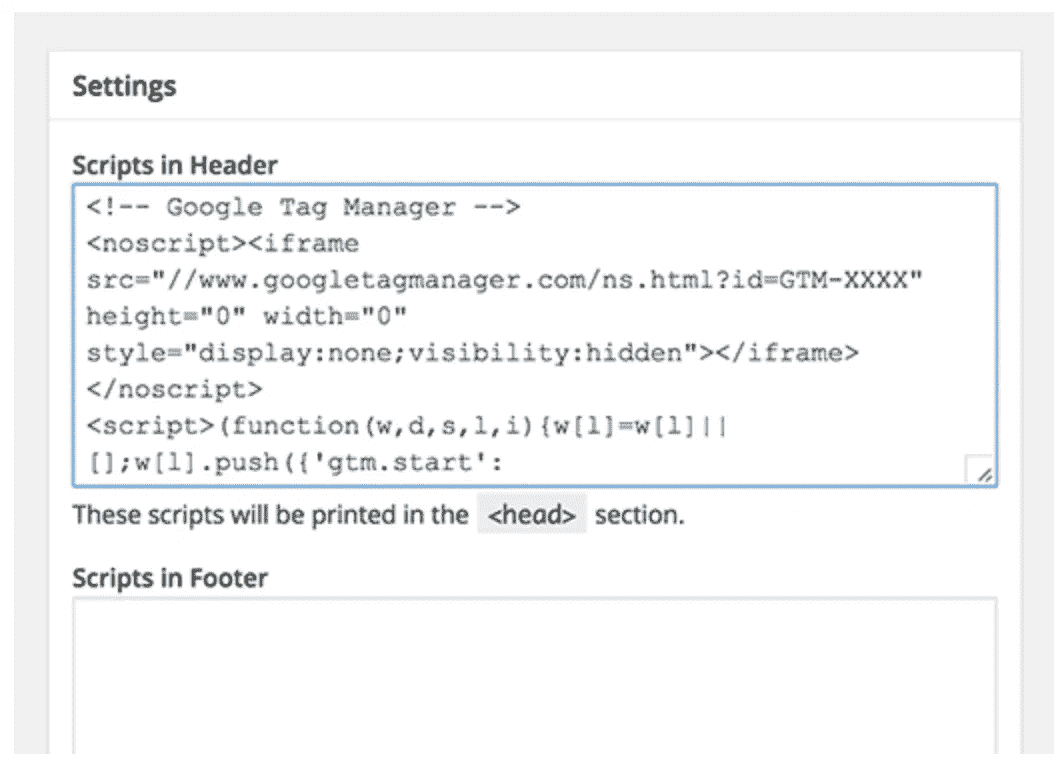 Settings
Scripts in Header
<!-- Google Tag Manager -->
<noscript><iframe
src="//www.googletagmanager.com/ns.html?id=GTM-XXXX"
height="0" width="0"
style="display:none;visibility:hidden"></iframe>
</noscript>
<script>(function(w,d,s,l,i){w[l]=w[l]||
[];w[l].push({'gtm.start':
These scripts will be printed in the <head> section.
Scripts in Footer